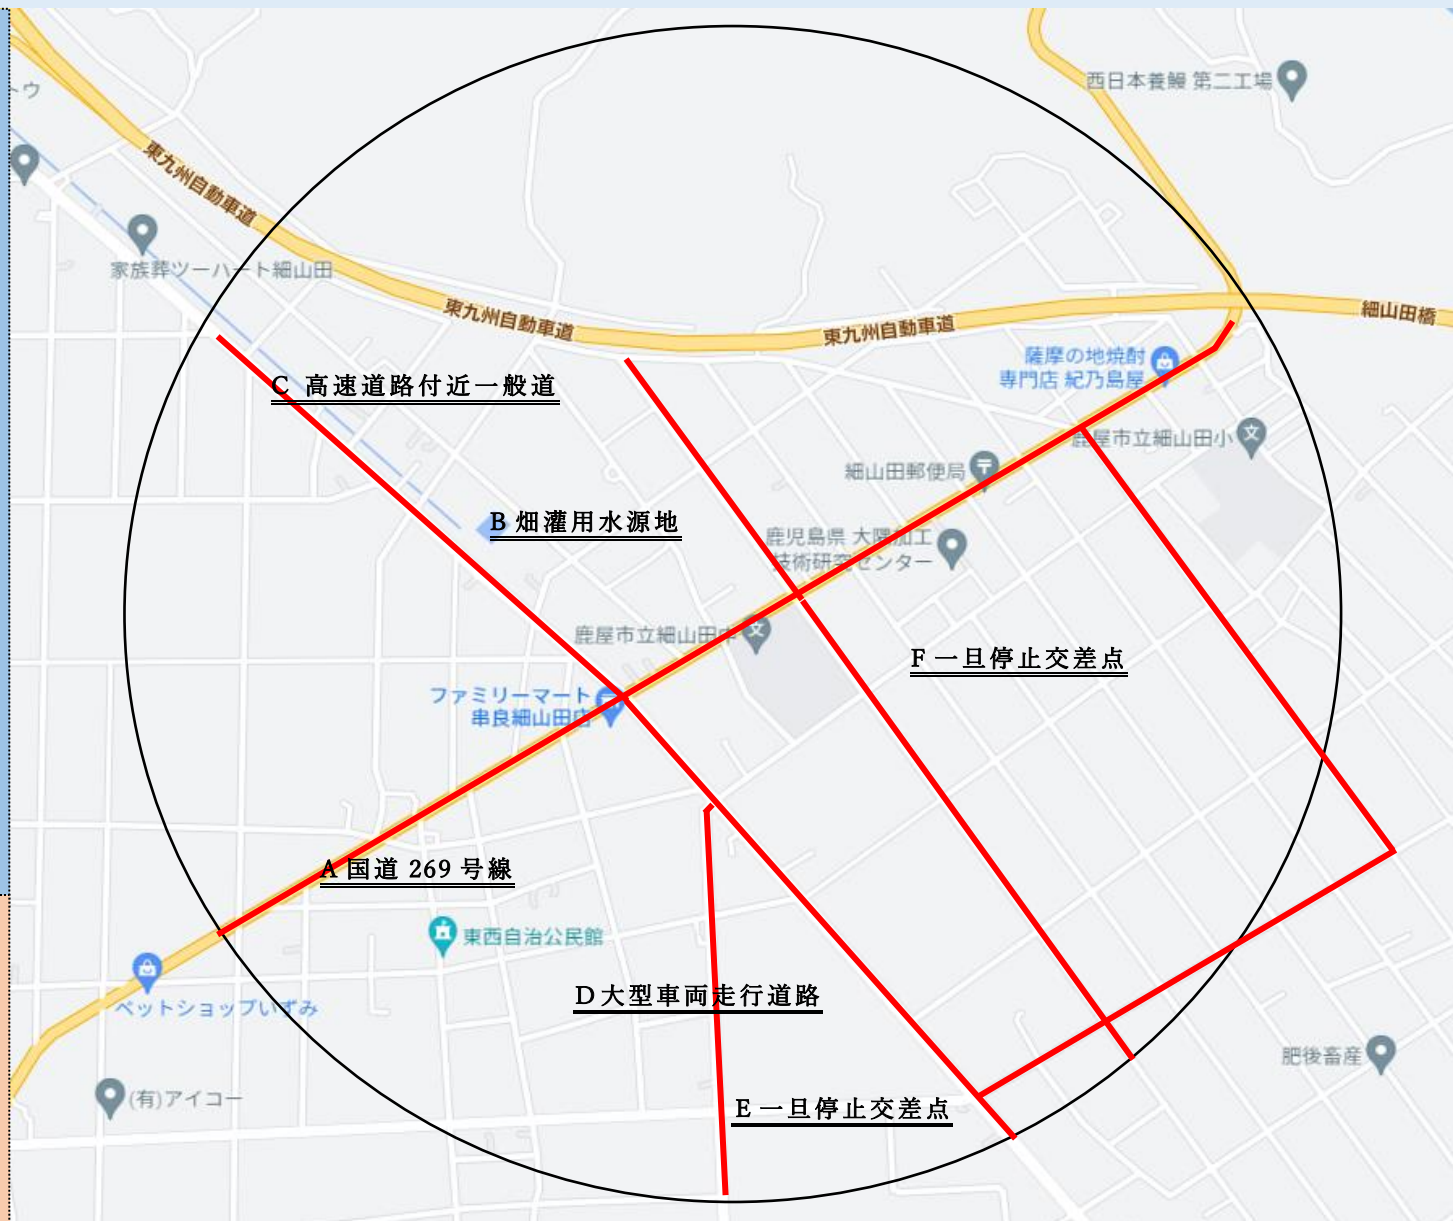 西日本養鰻 第二工場
トウ
東九州自動車道
家族葬ツーハート細山田
東九州自動車道
東九州自動車道
細山田橋
薩摩の地焼酎
専門店 紀乃島屋
C 高速道路付近一般道
鹿屋市立細山田小
細山田郵便局
B 畑灌用水源地
鹿児島県 大隅加工
技術研究センター
鹿屋市立細山田中
F 一旦停止交差点
ファミリーマート
串良細山田店
A 国道 269 号線
東西自治公民館
D 大型車両走行道路
ペットショップいずみ
肥後畜産
(有)アイコー
E 一旦停止交差点